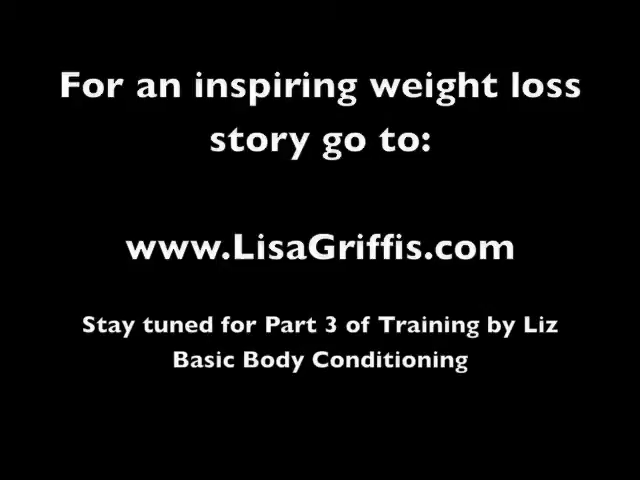 For an inspiring weight loss
story go to:
www.LisaGriffis.com
Stay tuned for Part 3 of Training by Liz
Basic Body Conditioning